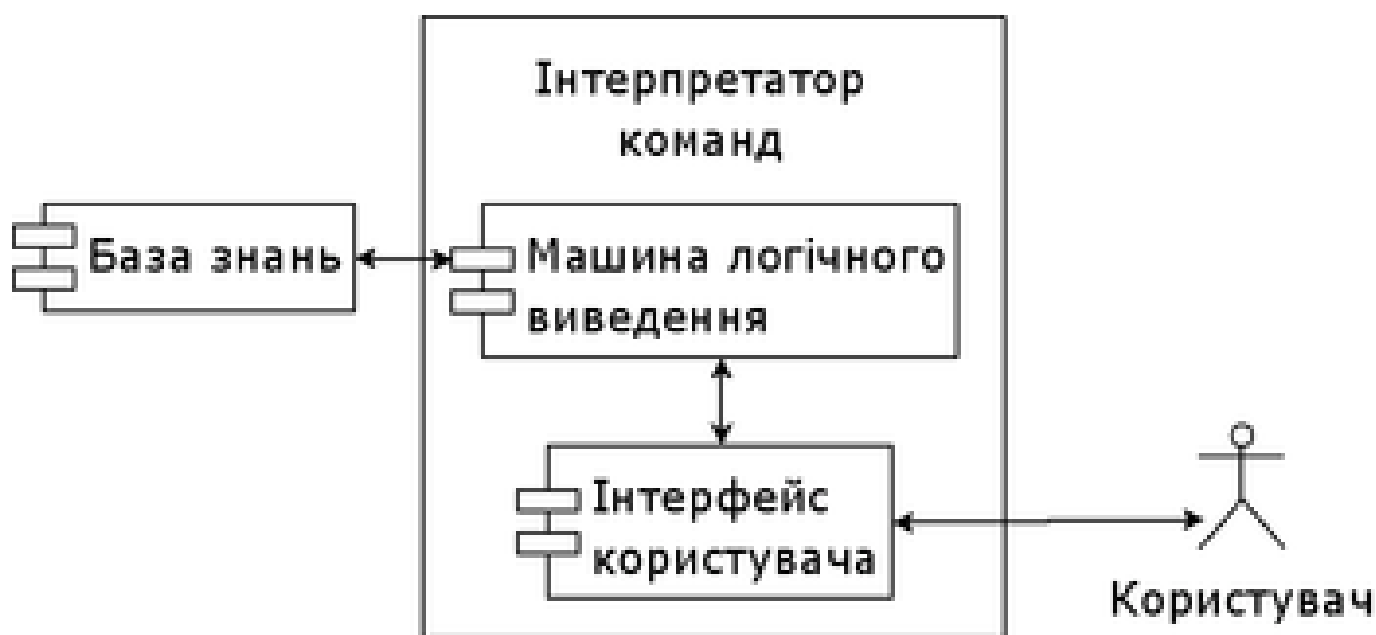 Інтерпретатор
команд
База знань
Машина логічного
виведення
Інтерфейс
користувача
Користувач